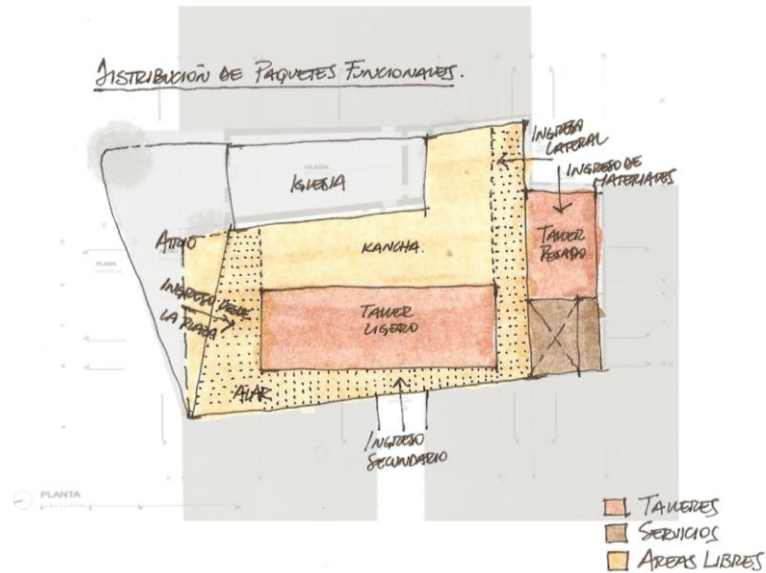 DISTRIBUCIÓN DE PAQUETES FUNCIONALES.
INGRESO
LATERAL
INGRESO DE
MATERIALES
IGLESIA
ATRIO
KANCHA.
TALLER
PESADO
PLAZA
INGRESO DESDE
LA PLAZA
TALLER
LIGERO
ALAR
INGRESO
SECUNDARIO
PLANTA
TALLERES
SERVICIOS
AREAS LIBRES